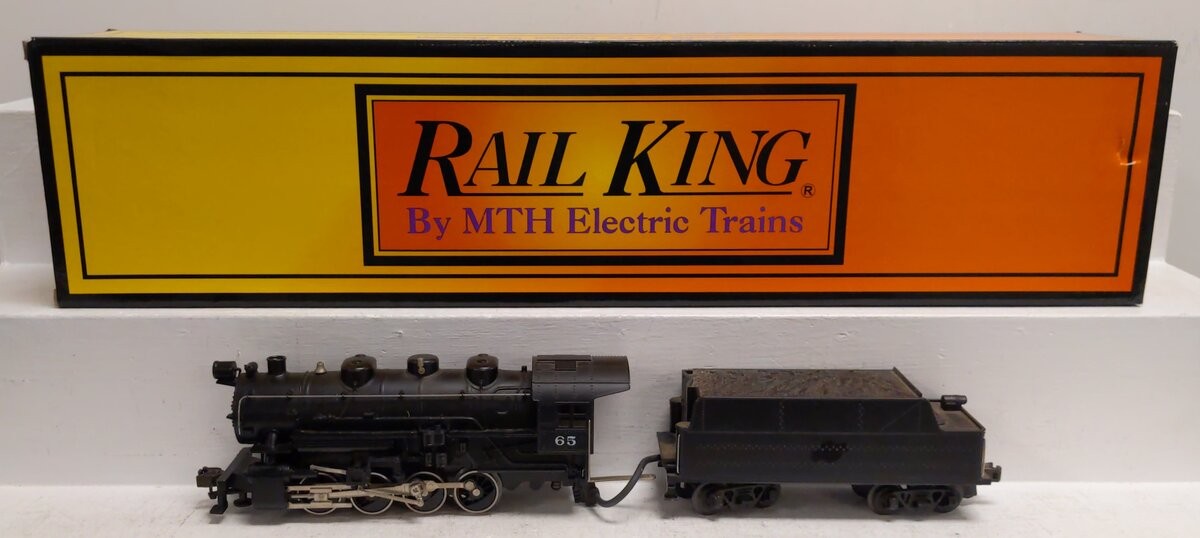 RAIL KING®
By MTH Electric Trains
65